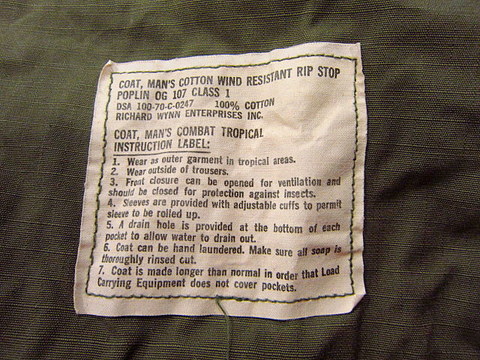 COAT, MAN'S COTTON WIND RESISTANT RIP STOP
POPLIN OG 107 CLASS 1
DSA 100-70-C-0247 100% COTTON
RICHARD WYNN ENTERPRISES INC.
COAT, MAN'S COMBAT TROPICAL
INSTRUCTION LABEL:
1. Wear as outer garment in tropical areas.
2. Wear outside of trousers.
3. Front closure can be opened for ventilation and
should be closed for protection against insects.
4. Sleeves are provided with adjustable cuffs to permit
sleeve to be rolled up.
5. A drain hole is provided at the bottom of each
pocket to allow water to drain out.
6. Coat can be hand laundered. Make sure all soap is
thoroughly rinsed out.
7. Coat is made longer than normal in order that Load
Carrying Equipment does not cover pockets.